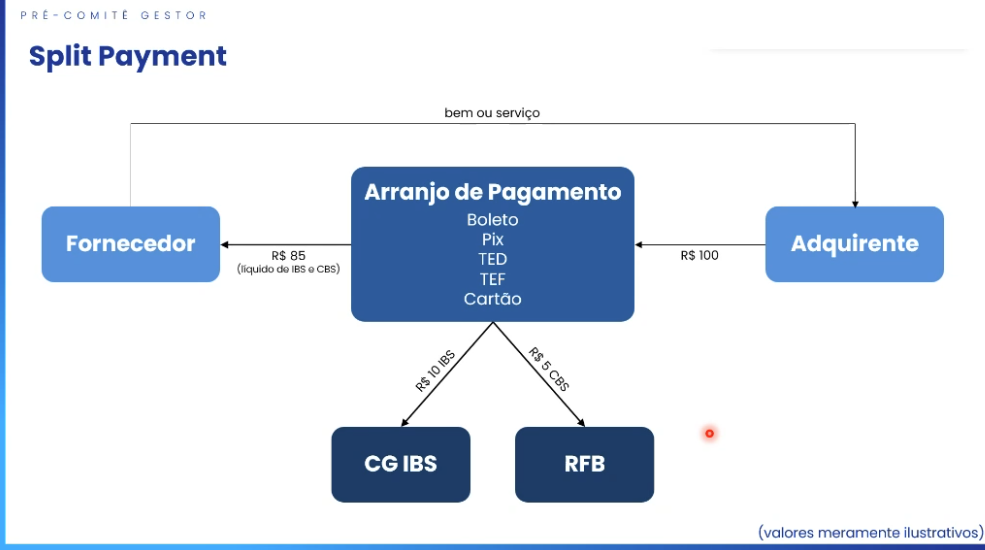 PRÉ-COMITÊ GESTOR
Split Payment
bem ou serviço
Arranjo de Pagamento
Boleto
Pix
TED
TEF
Cartão
Fornecedor
R$ 85
(líquido de IBS e CBS)
R$ 100
Adquirente
R$ 10 IBS
R$ 5 CBS
CG IBS
RFB
(valores meramente ilustrativos)